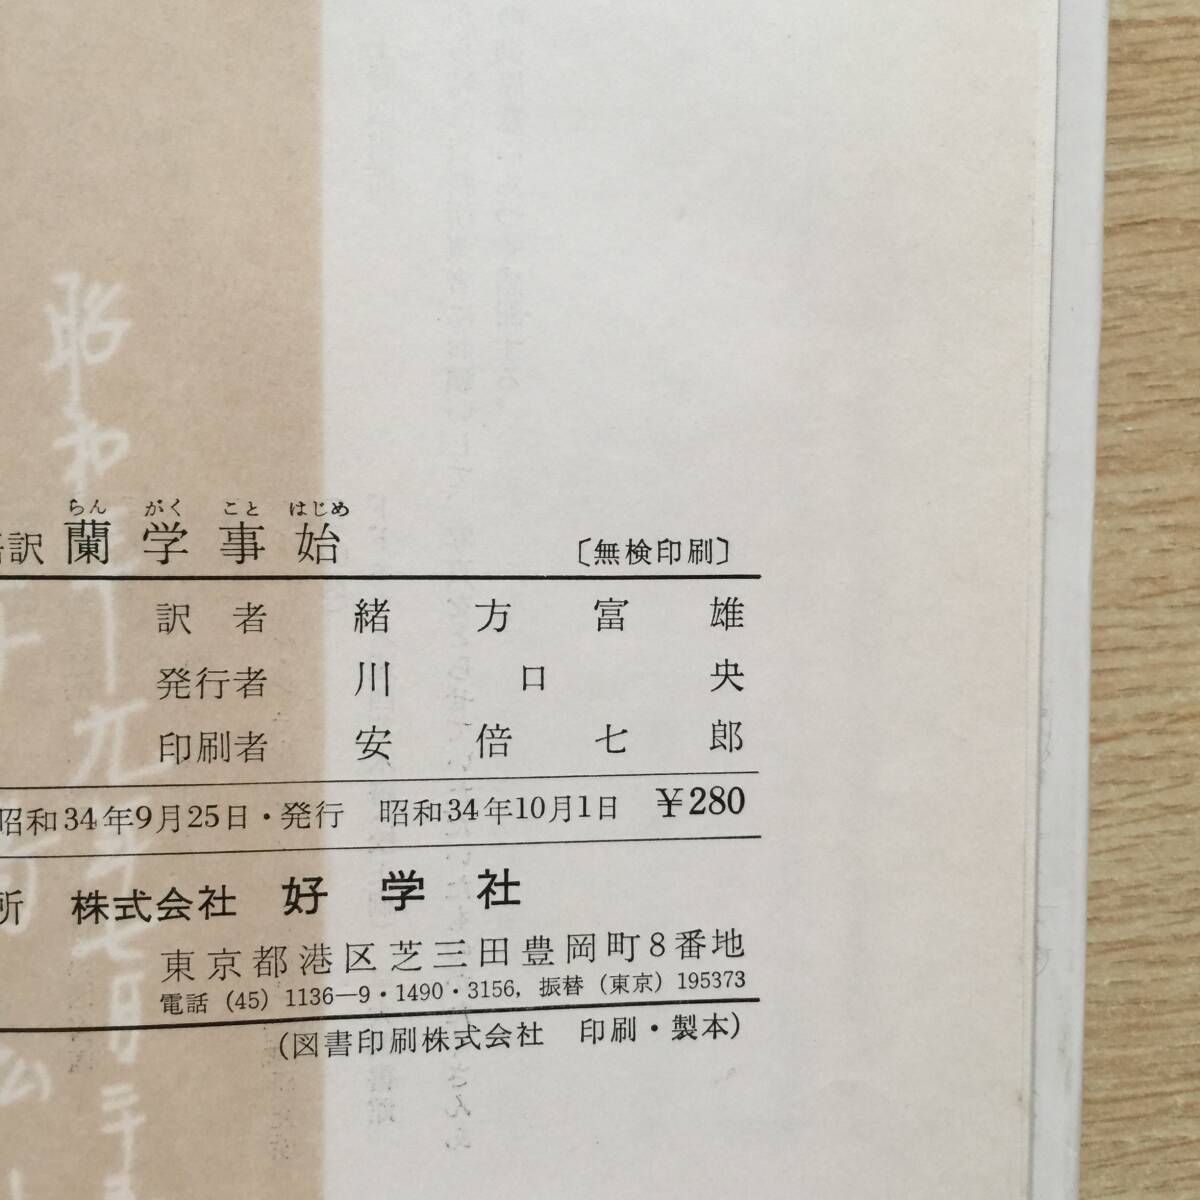 らん がく こと はじめ
訳 蘭学事始 〔無検印刷〕
訳者 緒方富雄
発行者 川口央
印刷者 安倍七郎
昭和34年9月25日・発行 昭和34年10月1日 ¥280
所 株式会社 好学社
東京都港区芝三田豊岡町8番地
電話 (45) 1136―9・1490・3156, 振替 (東京) 195373
(図書印刷株式会社 印刷・製本)
昭和